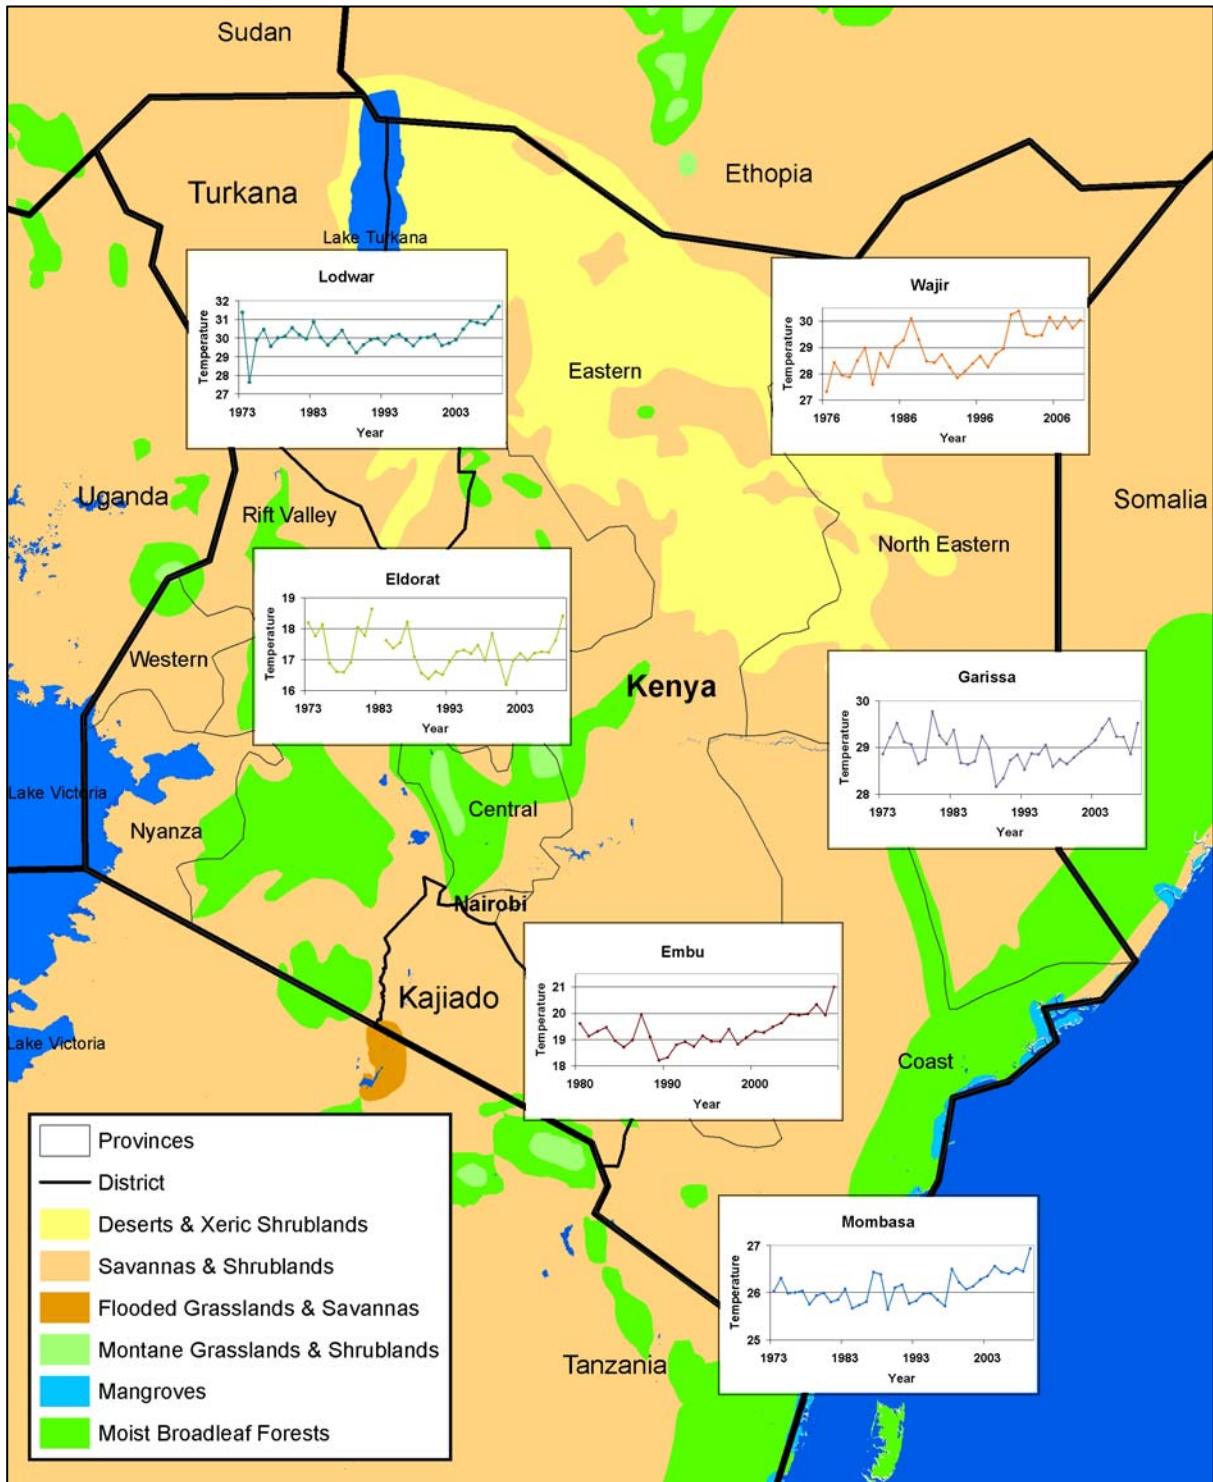 Sudan
Ethiopia
Turkana
Lake Turkana
Lodwar
Temperature
32
31
30
29
28
27
1973
1983
1993
2003
Year
Wajir
Temperature
30
29
28
27
1976
1986
1996
2006
Year
Eastern
Uganda
Rift Valley
Somalia
North Eastern
Eldorat
Temperature
19
18
17
16
1973
1983
1993
2003
Year
Western
Kenya
Garissa
Temperature
30
29
28
1973
1983
1993
2003
Year
Lake Victoria
Nyanza
Central
Nairobi
Embu
Temperature
21
20
19
18
1980
1990
2000
Year
Kajiado
Lake Victoria
Coast
Provinces
District
Deserts & Xeric Shrublands
Savannas & Shrublands
Flooded Grasslands & Savannas
Montane Grasslands & Shrublands
Mangroves
Moist Broadleaf Forests
Mombasa
Temperature
27
26
25
1973
1983
1993
2003
Year
Tanzania